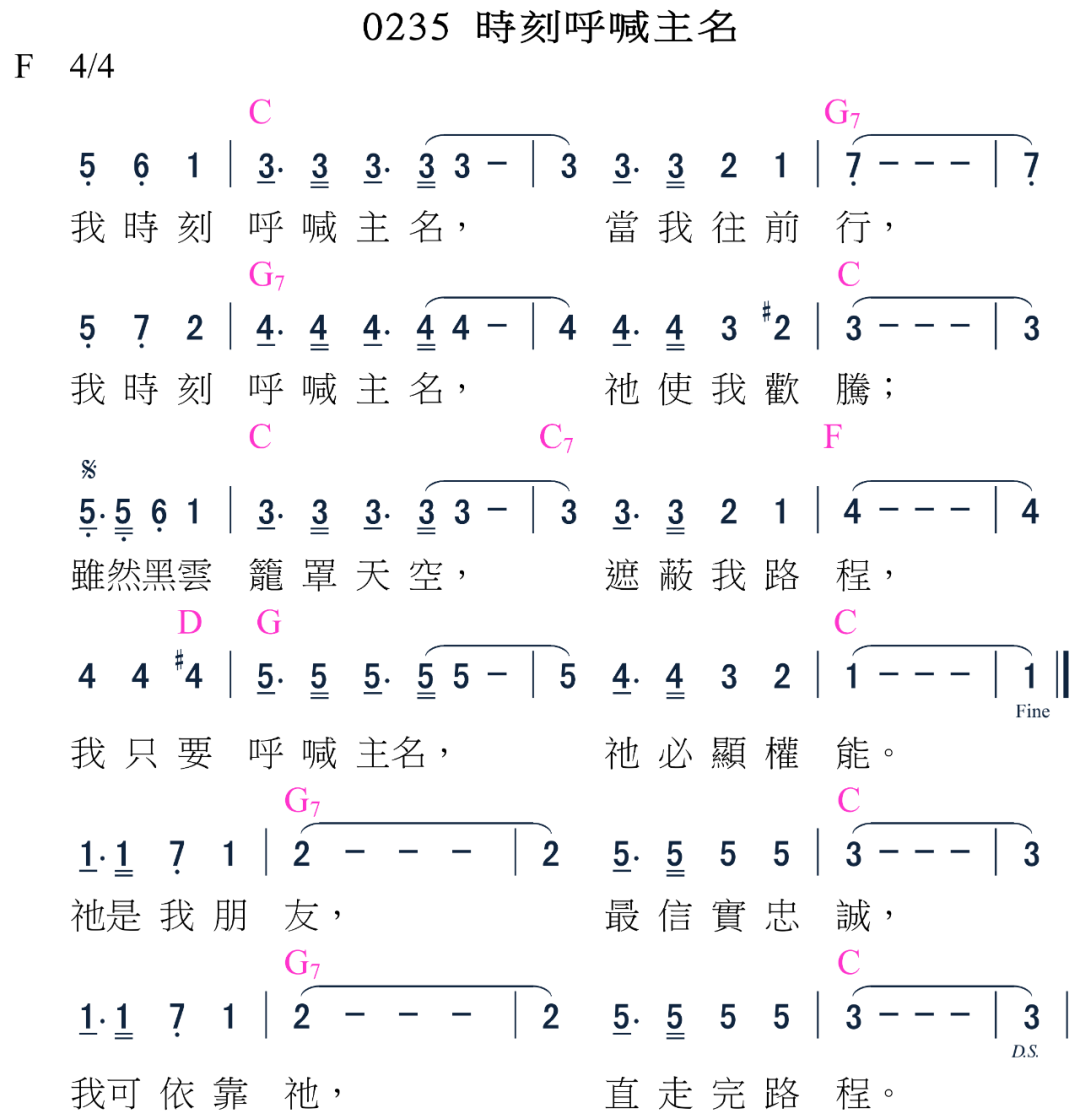 0235 時刻呼喊主名
F 4/4
C G7
5 6 1 | 3. 3 3. 3 3 – | 3 3. 3 2 1 | 7 – – – | 7
我時刻 呼喊主名， 當我往前 行，
G7 C
5 7 2 | 4. 4 4. 4 4 – | 4 4. 4 3 #2 | 3 – – – | 3
我時刻 呼喊主名， 祂使我歡 騰；
C C7 F
𝄋
5. 5 6 1 | 3. 3 3. 3 3 – | 3 3. 3 2 1 | 4 – – – | 4
雖然黑雲 籠罩天空， 遮蔽我路 程，
D G C
4 4 #4 | 5. 5 5. 5 5 – | 5 4. 4 3 2 | 1 – – – | 1 ‖
Fine
我只要 呼喊主名， 祂必顯權 能。
G7 C
1. 1 7 1 | 2 – – – | 2 5. 5 5 5 | 3 – – – | 3
祂是我朋 友， 最信實忠 誠，
G7 C
1. 1 7 1 | 2 – – – | 2 5. 5 5 5 | 3 – – – | 3 |
D.S.
我可依靠 祂， 直走完路 程。